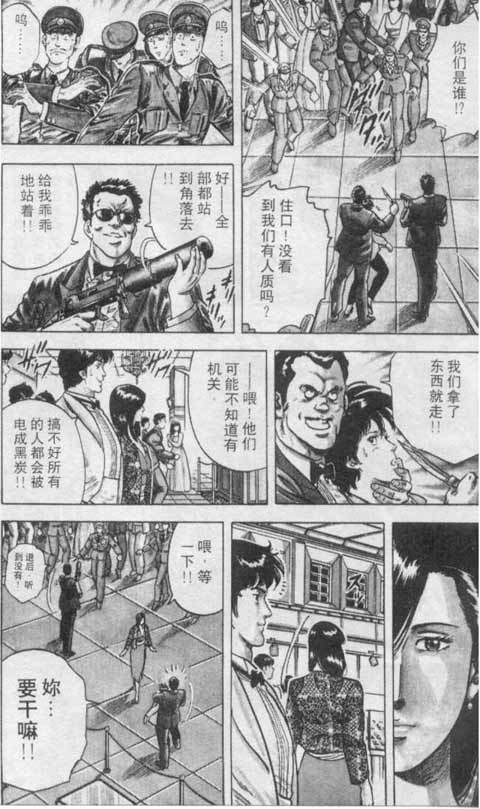 你们是谁!?
住口!没看
到我们有人质吗?
呜……
呜……
好——全
部都站
到角落去
!!
给我乖乖
地站着!!
我们拿了
东西就走!!
——喂!他们
可能不知道有
机关.
搞不好所有
的人都会被
电成黑炭!!
喂.等
一下!!
退后.听
到没有!
妳…
要干嘛!!